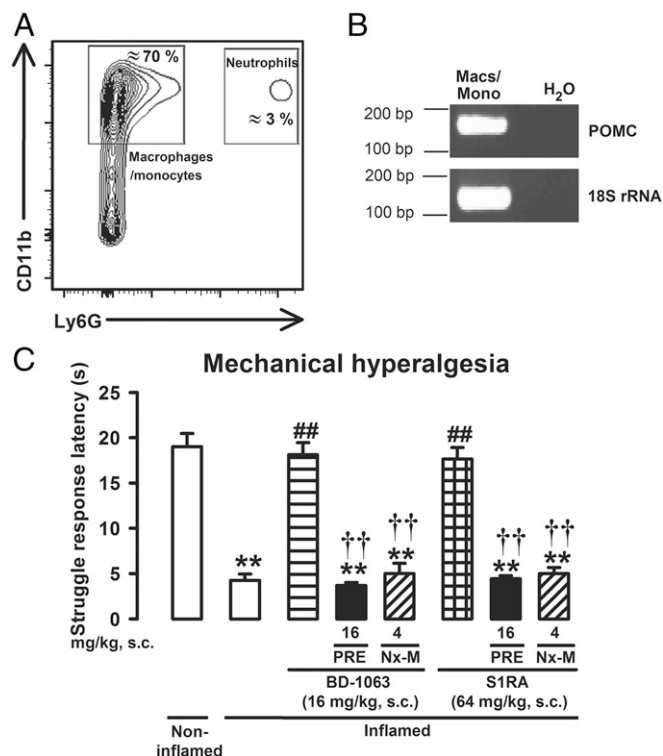 A
≈ 70 %
Neutrophils
≈ 3 %
Macrophages
/monocytes
CD11b
Ly6G
B
Macs/
Mono
H2O
200 bp
100 bp
POMC
200 bp
100 bp
18S rRNA
C
Mechanical hyperalgesia
Struggle response latency (s)
25
20
15
10
5
0
**
##
††
**
††
**
##
††
**
††
**
mg/kg, s.c.
16
4
16
4
PRE
Nx-M
PRE
Nx-M
BD-1063
(16 mg/kg, s.c.)
S1RA
(64 mg/kg, s.c.)
Non-
inflamed
Inflamed